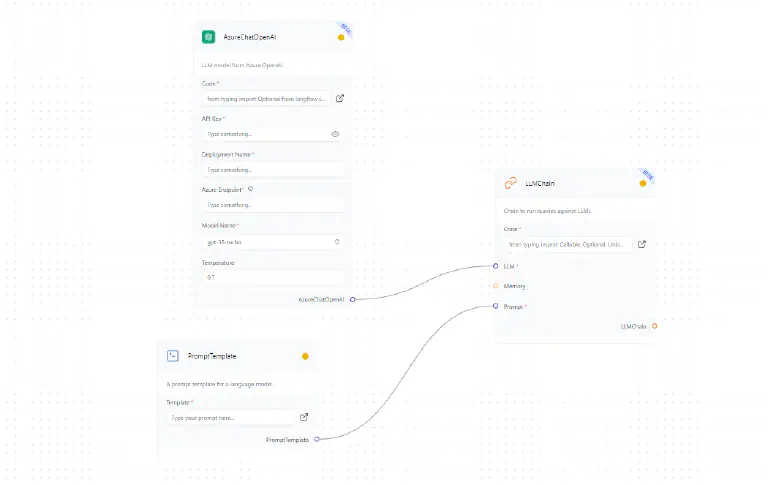 AzureChatOpenAI
BETA
LLM model from Azure OpenAI.
Code *
from typing import Optional from langflow i...
API Key *
Type something...
Deployment Name *
Type something...
Azure Endpoint*
Type something...
Model Name *
gpt-35-turbo
Temperature
0.7
AzureChatOpenAI
PromptTemplate
A prompt template for a language model.
Template *
Type your prompt here...
PromptTemplate
LLMChain
BETA
Chain to run queries against LLMs
Code *
from typing import Callable, Optional, Unio...
LLM *
Memory
Prompt *
LLMChain